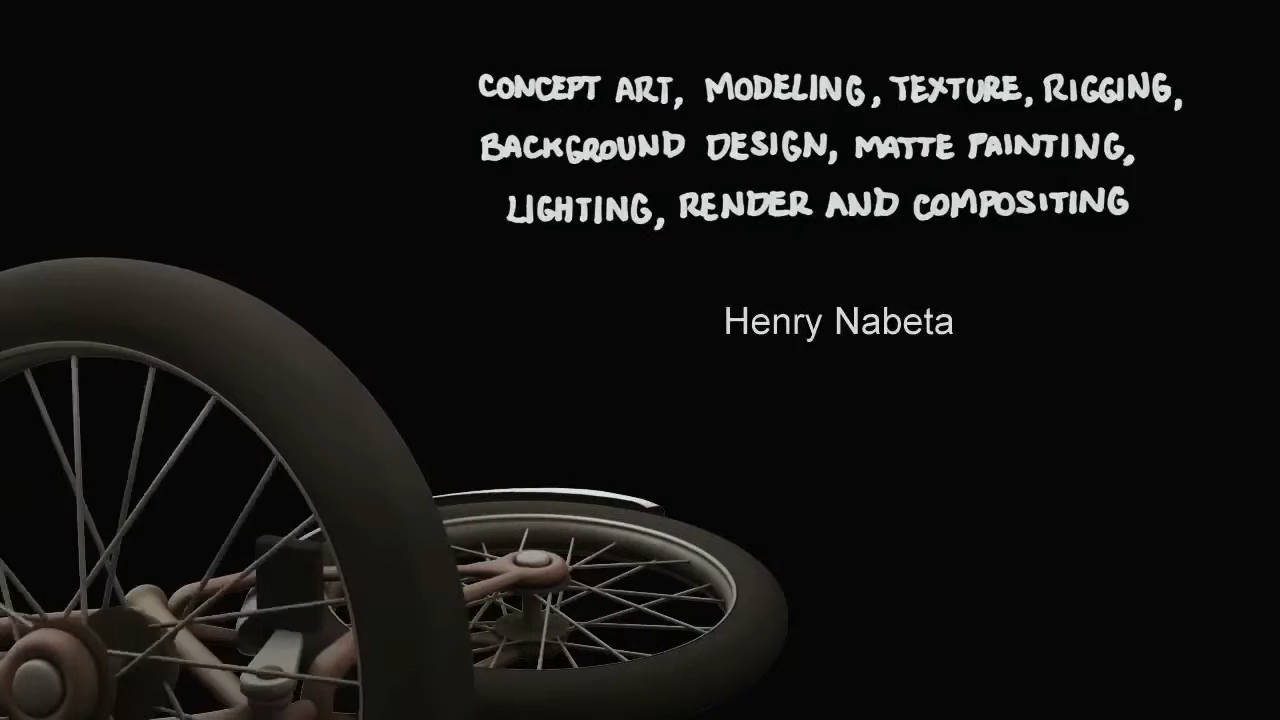 CONCEPT ART, MODELING, TEXTURE, RIGGING,
BACKGROUND DESIGN, MATTE PAINTING,
LIGHTING, RENDER AND COMPOSITING
Henry Nabeta